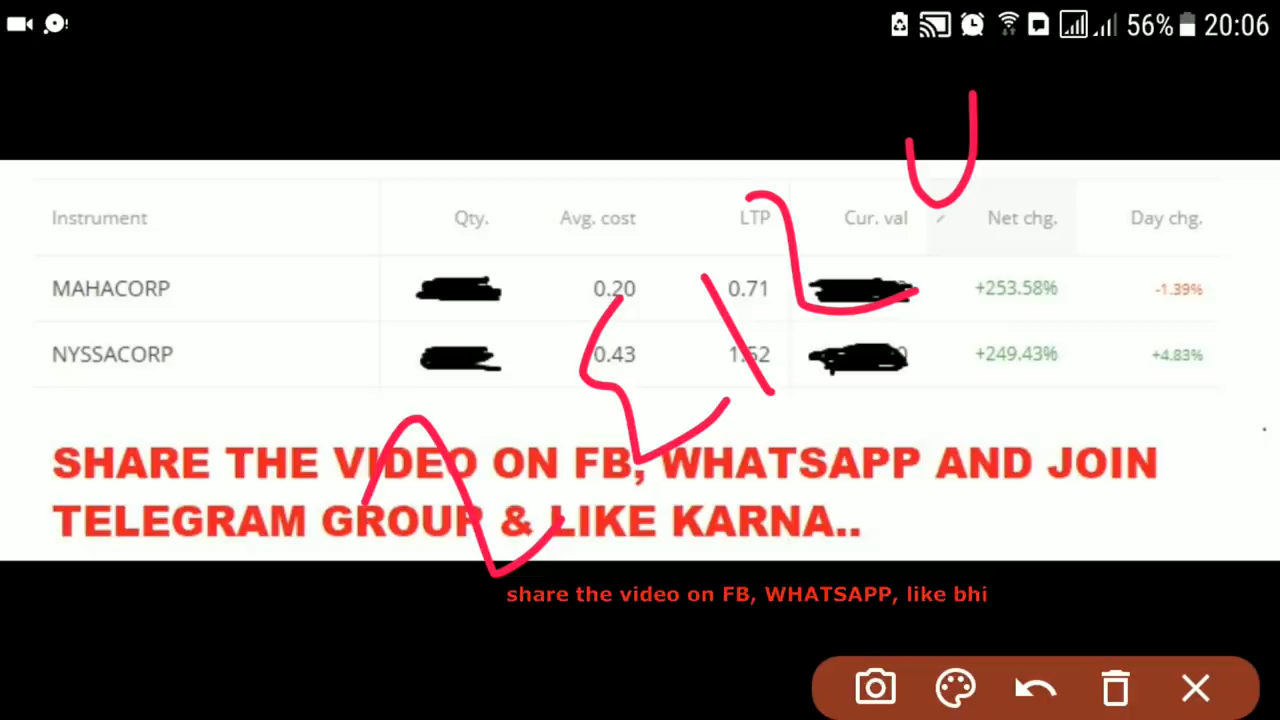 56% 20:06
Instrument Qty. Avg. cost LTP Cur. val Net chg. Day chg.
MAHACORP 0.20 0.71 +253.58% -1.39%
NYSSACORP 0.43 1.52 +249.43% +4.83%
SHARE THE VIDEO ON FB, WHATSAPP AND JOIN
TELEGRAM GROUP & LIKE KARNA..
share the video on FB, WHATSAPP, like bhi